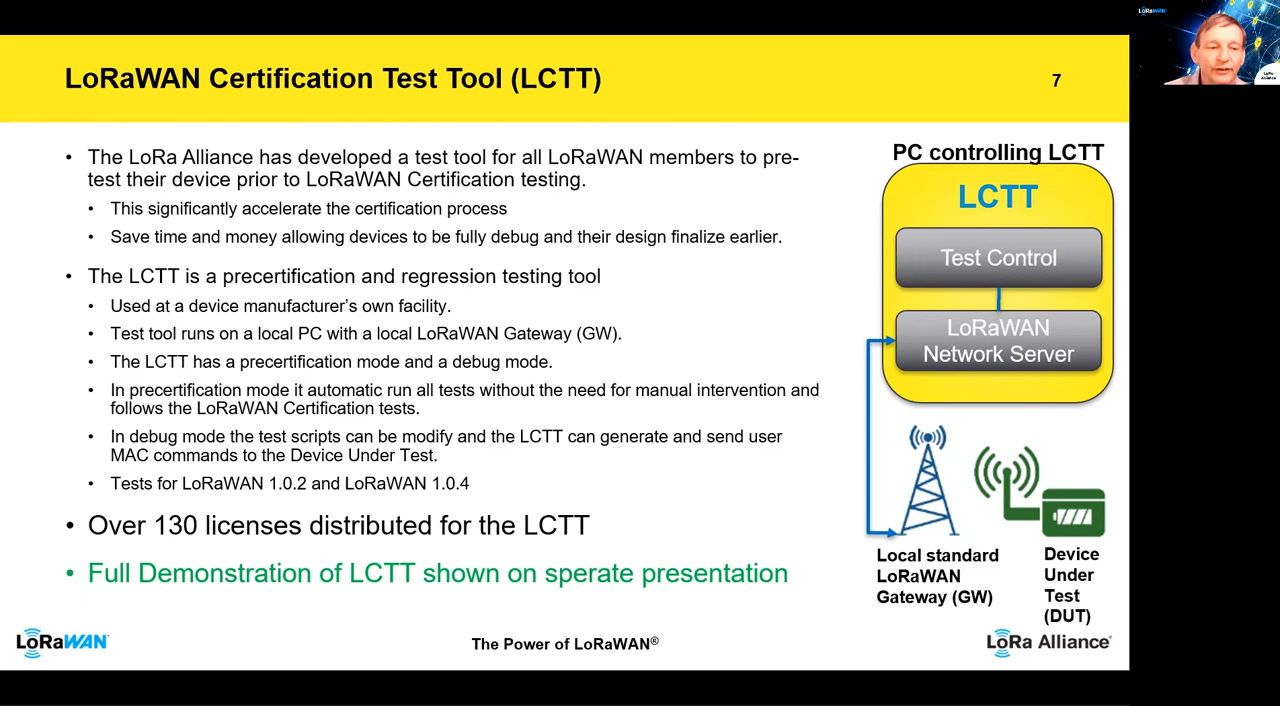 LoRaWAN Certification Test Tool (LCTT)
7
• The LoRa Alliance has developed a test tool for all LoRaWAN members to pre-
test their device prior to LoRaWAN Certification testing.
• This significantly accelerate the certification process
• Save time and money allowing devices to be fully debug and their design finalize earlier.
• The LCTT is a precertification and regression testing tool
• Used at a device manufacturer’s own facility.
• Test tool runs on a local PC with a local LoRaWAN Gateway (GW).
• The LCTT has a precertification mode and a debug mode.
• In precertification mode it automatic run all tests without the need for manual intervention and
follows the LoRaWAN Certification tests.
• In debug mode the test scripts can be modify and the LCTT can generate and send user
MAC commands to the Device Under Test.
• Tests for LoRaWAN 1.0.2 and LoRaWAN 1.0.4
• Over 130 licenses distributed for the LCTT
• Full Demonstration of LCTT shown on sperate presentation
PC controlling LCTT
LCTT
Test Control
LoRaWAN
Network Server
Local standard
LoRaWAN
Gateway (GW)
Device
Under
Test
(DUT)
LoRaWAN
The Power of LoRaWAN®
LoRa Alliance
LoRaWAN
LoRa
Alliance